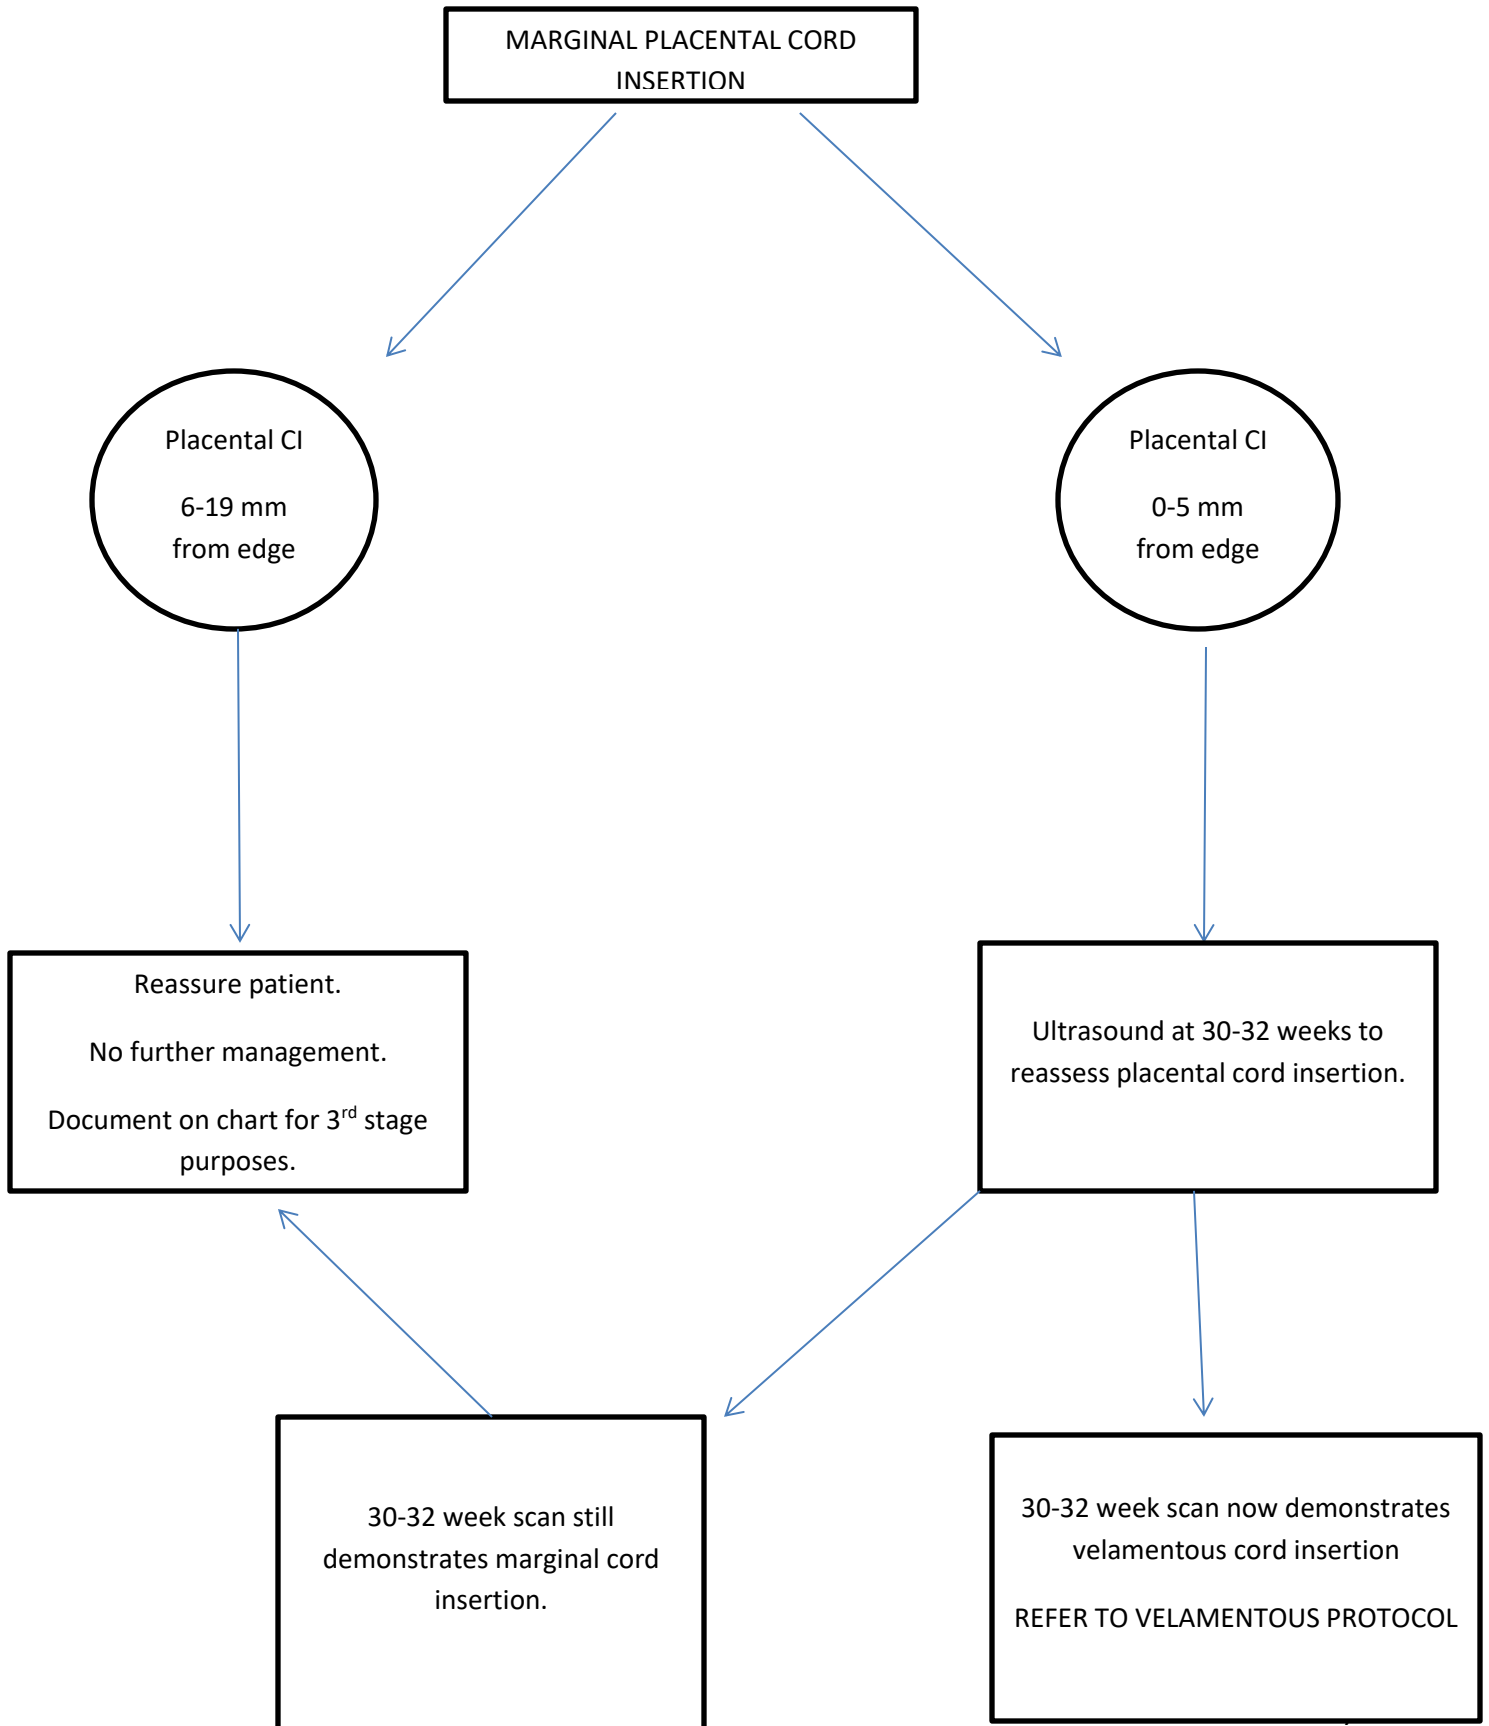 MARGINAL PLACENTAL CORD
INSERTION
Placental CI
6-19 mm
from edge
Placental CI
0-5 mm
from edge
Reassure patient.
No further management.
Document on chart for 3rd stage
purposes.
Ultrasound at 30-32 weeks to
reassess placental cord insertion.
30-32 week scan still
demonstrates marginal cord
insertion.
30-32 week scan now demonstrates
velamentous cord insertion
REFER TO VELAMENTOUS PROTOCOL